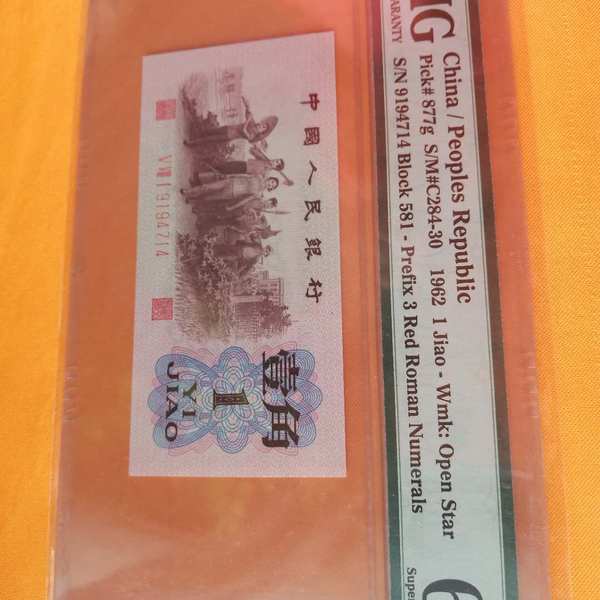 中國人民銀行
9194714
壹角
1
YI
JIAO
China / Peoples Republic
Pick# 877g S/M#C284-30 1962 1 Jiao - Wmk: Open Star
S/N 9194714 Block 581 - Prefix 3 Red Roman Numerals